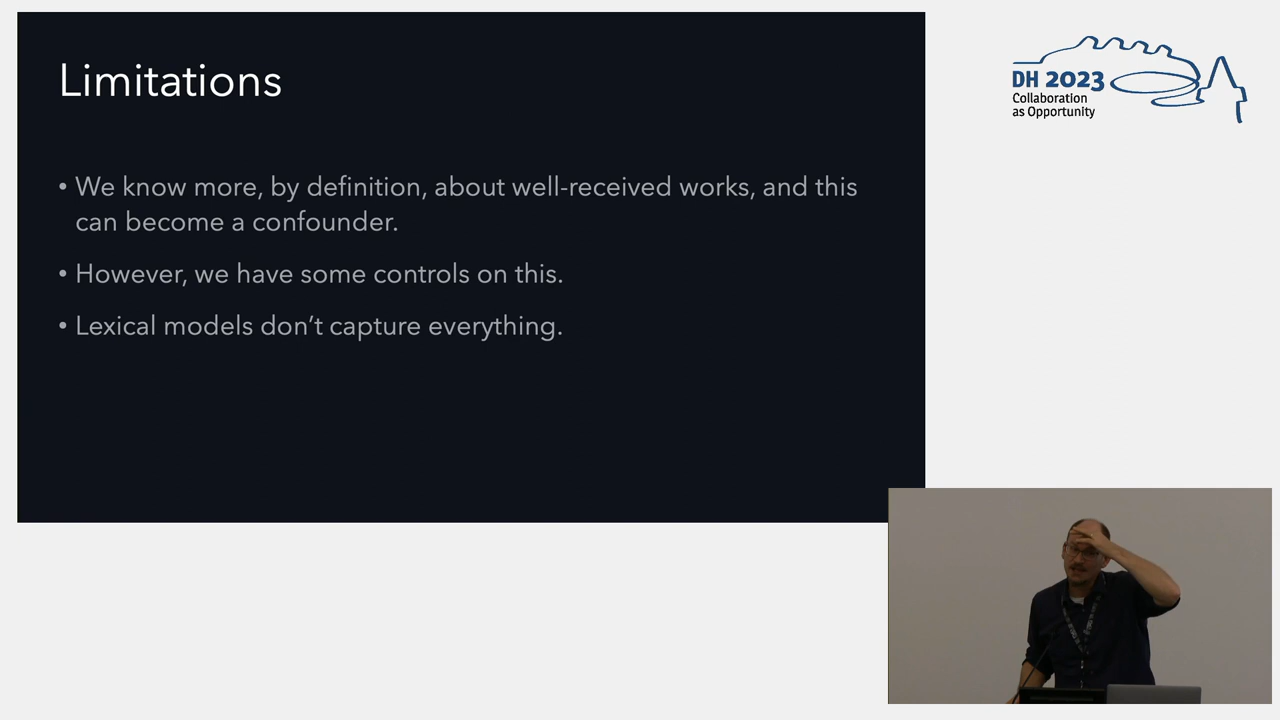 Limitations
• We know more, by definition, about well-received works, and this
can become a confounder.
• However, we have some controls on this.
• Lexical models don’t capture everything.
DH 2023
Collaboration
as Opportunity